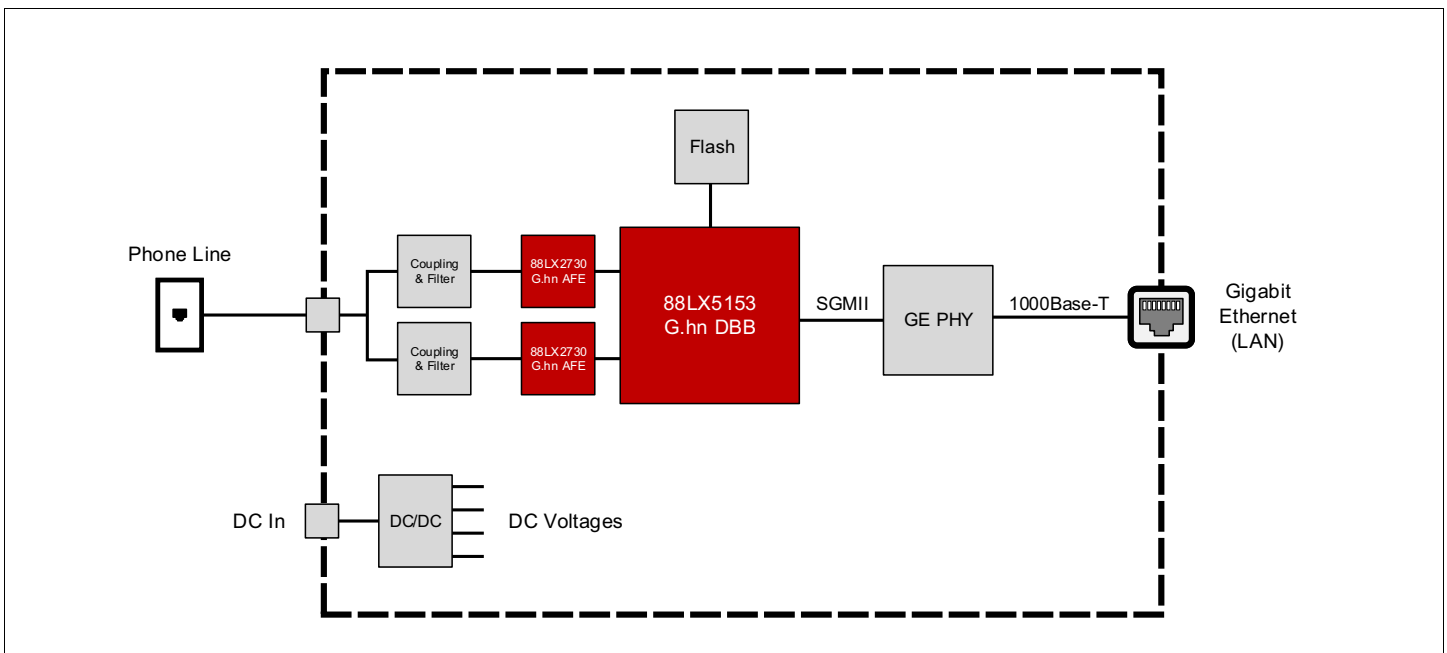 Flash
Phone Line
Coupling
& Filter
88LX2730
G.hn AFE
88LX5153
G.hn DBB
SGMII
GE PHY
1000Base-T
Gigabit
Ethernet
(LAN)
Coupling
& Filter
88LX2730
G.hn AFE
DC In
DC/DC
DC Voltages